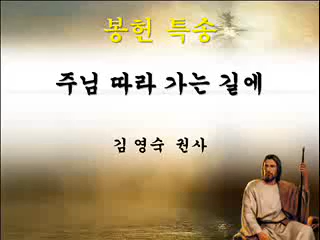 봉헌 특송
주님 따라 가는 길에
김 영숙 권사